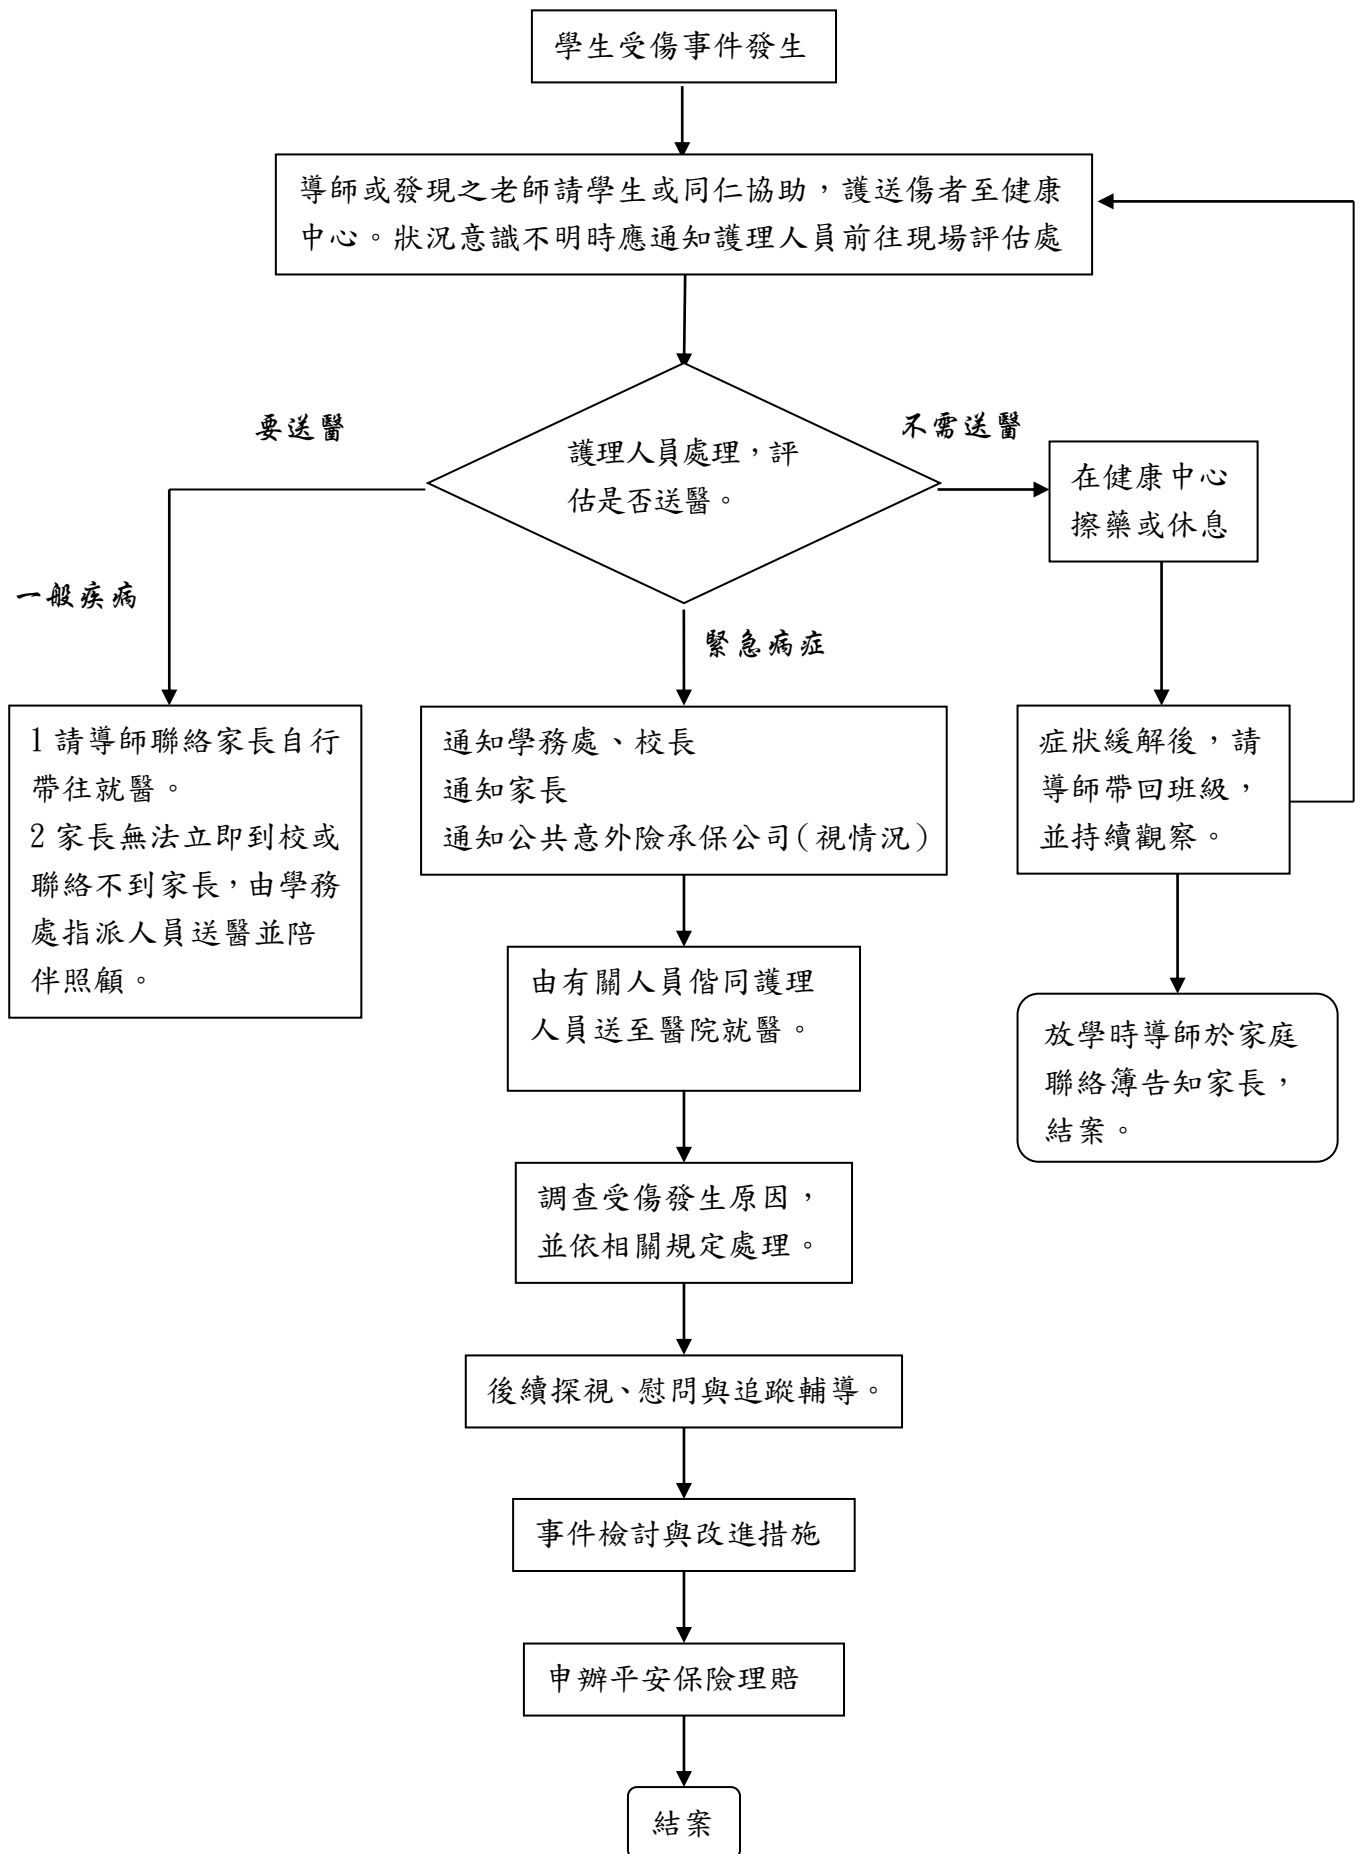 學生受傷事件發生
導師或發現之老師請學生或同仁協助，護送傷者至健康
中心。狀況意識不明時應通知護理人員前往現場評估處
要送醫
不需送醫
護理人員處理，評
估是否送醫。
在健康中心
擦藥或休息
一般疾病
緊急病症
1 請導師聯絡家長自行
帶往就醫。
2 家長無法立即到校或
聯絡不到家長，由學務
處指派人員送醫並陪
伴照顧。
通知學務處、校長
通知家長
通知公共意外險承保公司(視情況)
症狀緩解後，請
導師帶回班級，
並持續觀察。
由有關人員偕同護理
人員送至醫院就醫。
放學時導師於家庭
聯絡簿告知家長，
結案。
調查受傷發生原因，
並依相關規定處理。
後續探視、慰問與追蹤輔導。
事件檢討與改進措施
申辦平安保險理賠
結案